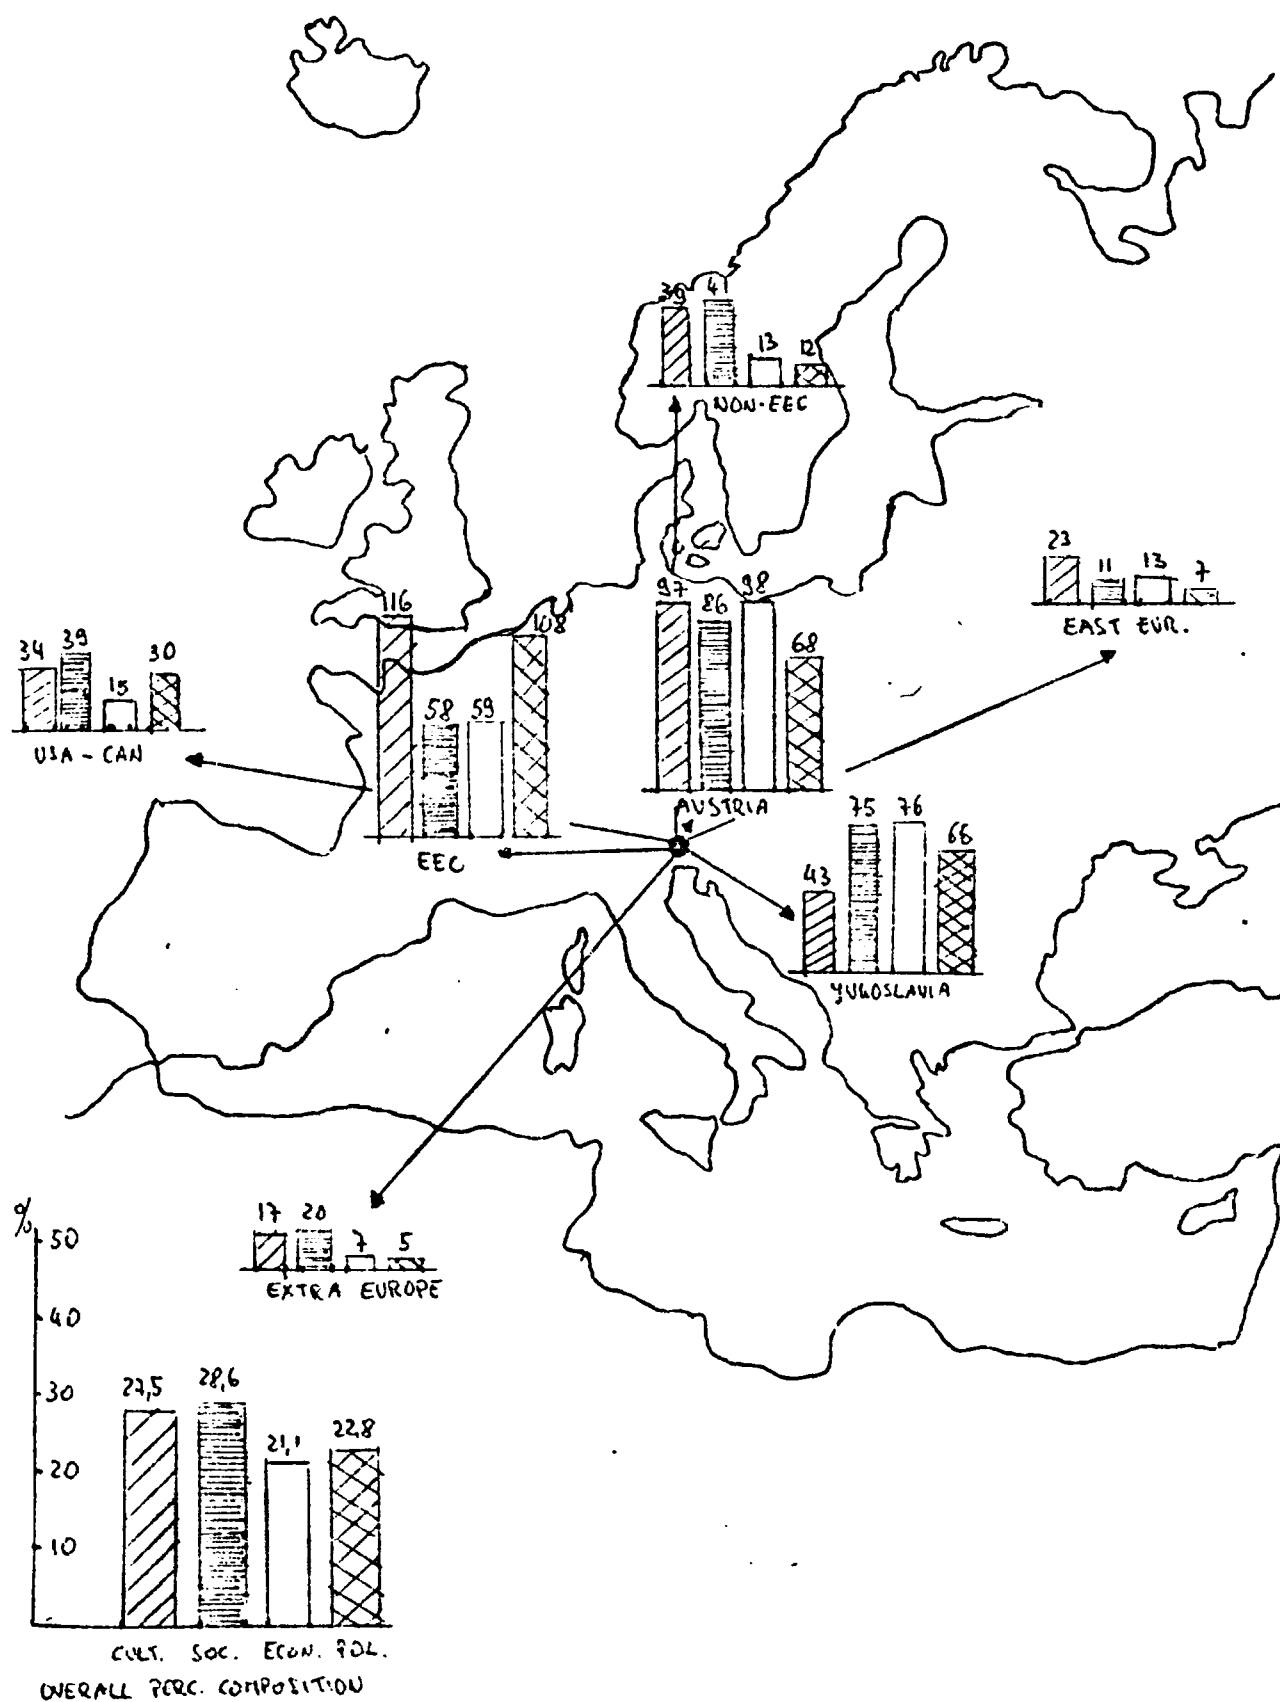 39 41 13 12
NON-EEC
23 11 13 7
EAST EUR.
34 39 15 30
USA - CAN
116 58 59 108
EEC
97 86 98 68
AUSTRIA
43 75 76 66
YUGOSLAVIA
17 20 7 5
EXTRA EUROPE
%
50
40
30
20
10
27,5 28,6 21,1 22,8
CULT. SOC. ECON. POL.
OVERALL PERC. COMPOSITION